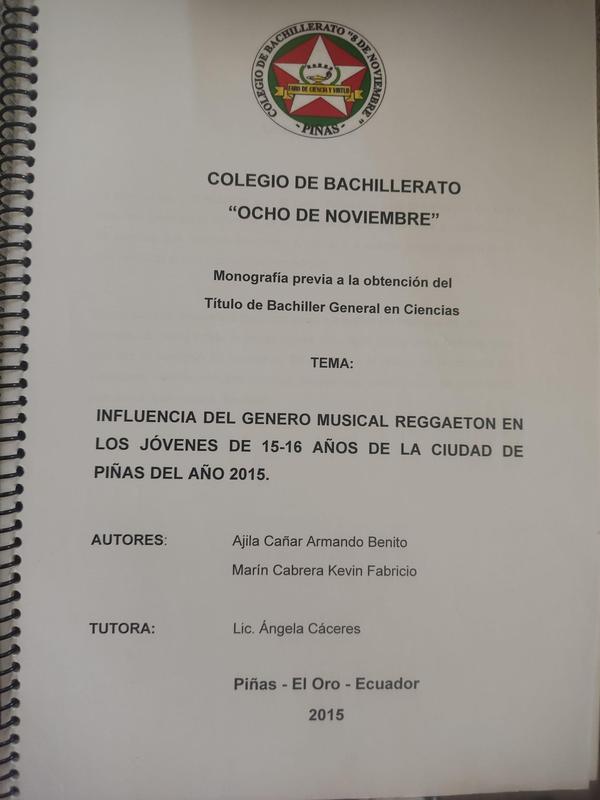 COLEGIO DE BACHILLERATO "8 DE NOVIEMBRE"
FARO DE CIENCIA Y VIRTUD
- PIÑAS -
COLEGIO DE BACHILLERATO
“OCHO DE NOVIEMBRE”
Monografía previa a la obtención del
Título de Bachiller General en Ciencias
TEMA:
INFLUENCIA DEL GENERO MUSICAL REGGAETON EN
LOS JÓVENES DE 15-16 AÑOS DE LA CIUDAD DE
PIÑAS DEL AÑO 2015.
AUTORES: Ajila Cañar Armando Benito
Marín Cabrera Kevin Fabricio
TUTORA: Lic. Ángela Cáceres
Piñas - El Oro - Ecuador
2015